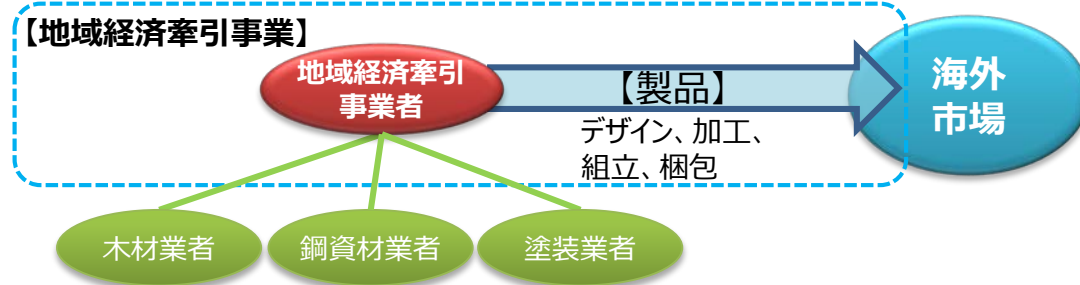 【地域経済牽引事業】
地域経済牽引
事業者
【製品】
デザイン、加工、
組立、梱包
海外
市場
木材業者
鋼資材業者
塗装業者